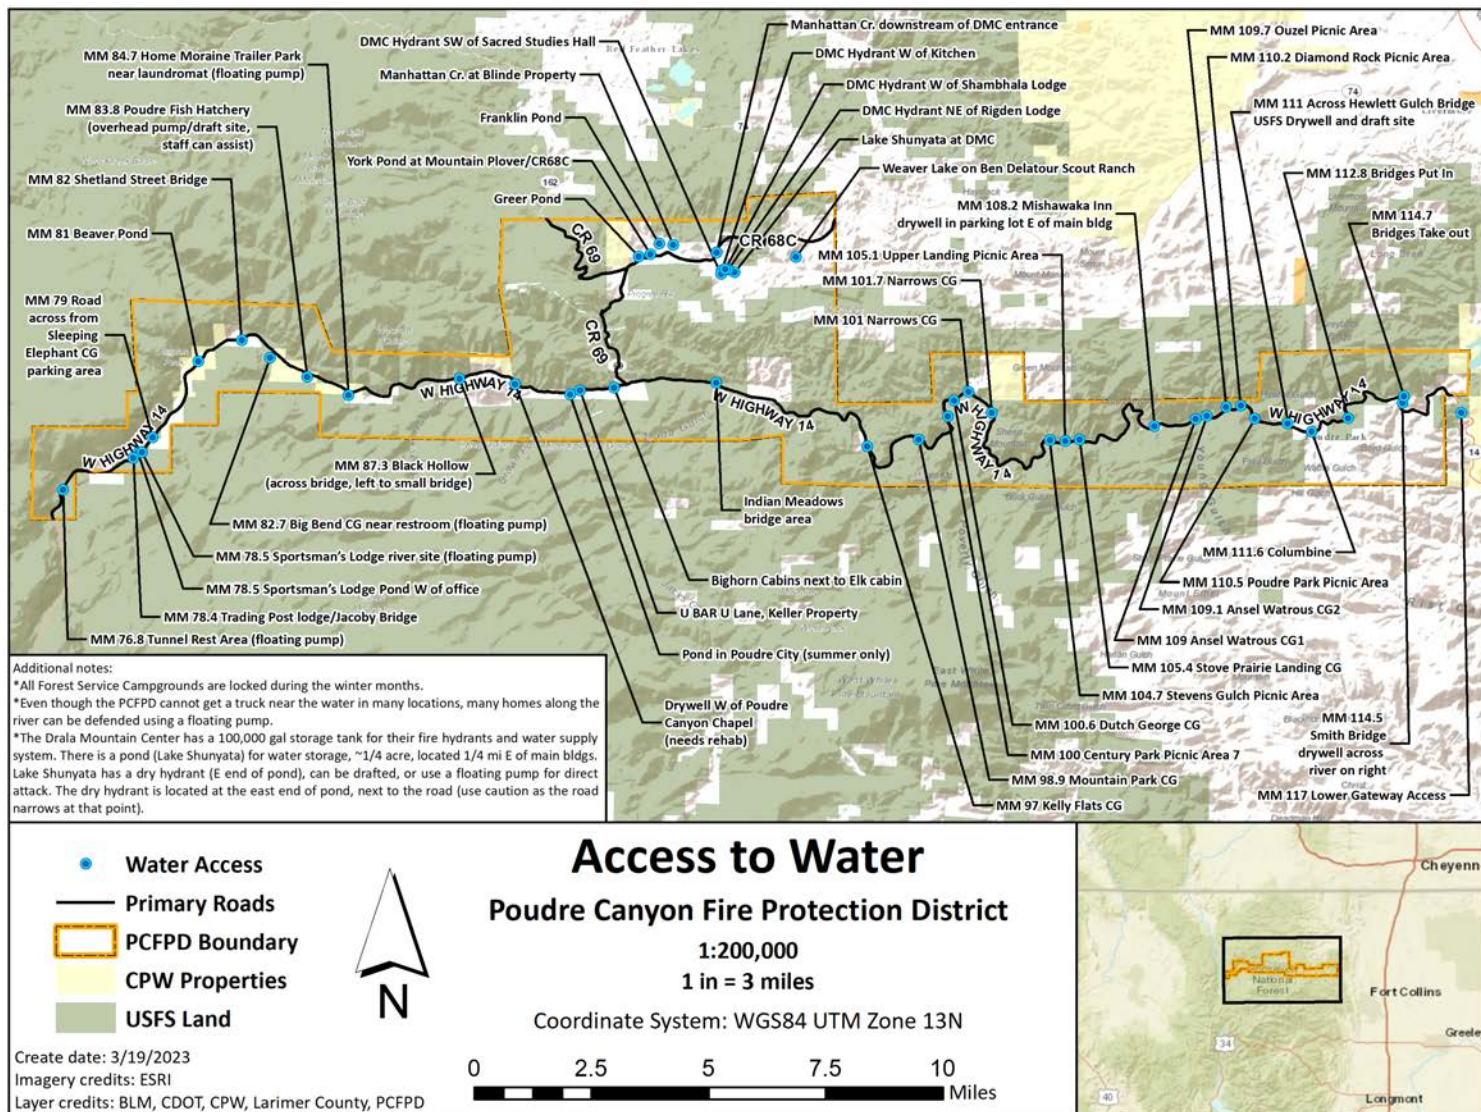 MM 84.7 Home Moraine Trailer Park
near laundromat (floating pump)
MM 83.8 Poudre Fish Hatchery
(overhead pump/draft site,
staff can assist)
MM 82 Shetland Street Bridge
MM 81 Beaver Pond
MM 79 Road
across from
Sleeping
Elephant CG
parking area
DMC Hydrant SW of Sacred Studies Hall
Manhattan Cr. at Blinde Property
Franklin Pond
York Pond at Mountain Plover/CR68C
Greer Pond
Red Feather Lakes
Manhattan Cr. downstream of DMC entrance
DMC Hydrant W of Kitchen
DMC Hydrant W of Shambhala Lodge
DMC Hydrant NE of Rigden Lodge
Lake Shunyata at DMC
Weaver Lake on Ben Delatour Scout Ranch
MM 108.2 Mishawaka Inn
drywell in parking lot E of main bldg
MM 105.1 Upper Landing Picnic Area
MM 101.7 Narrows CG
MM 101 Narrows CG
MM 109.7 Ouzel Picnic Area
MM 110.2 Diamond Rock Picnic Area
MM 111 Across Hewlett Gulch Bridge
USFS Drywell and draft site
MM 112.8 Bridges Put In
MM 114.7
Bridges Take out
74
74
162
14
CR 69
CR 68C
CR 69
W HIGHWAY 14
W HIGHWAY 14
W HIGHWAY 14
W HIGHWAY 14
W HIGHWAY 14
MM 87.3 Black Hollow
(across bridge, left to small bridge)
MM 82.7 Big Bend CG near restroom (floating pump)
MM 78.5 Sportsman's Lodge river site (floating pump)
MM 78.5 Sportsman's Lodge Pond W of office
MM 78.4 Trading Post lodge/Jacoby Bridge
MM 76.8 Tunnel Rest Area (floating pump)
Indian Meadows
bridge area
Bighorn Cabins next to Elk cabin
U BAR U Lane, Keller Property
Pond in Poudre City (summer only)
Drywell W of Poudre
Canyon Chapel
(needs rehab)
MM 111.6 Columbine
MM 110.5 Poudre Park Picnic Area
MM 109.1 Ansel Watrous CG2
MM 109 Ansel Watrous CG1
MM 105.4 Stove Prairie Landing CG
MM 104.7 Stevens Gulch Picnic Area
MM 100.6 Dutch George CG
MM 100 Century Park Picnic Area 7
MM 98.9 Mountain Park CG
MM 97 Kelly Flats CG
MM 114.5
Smith Bridge
drywell across
river on right
MM 117 Lower Gateway Access
Additional notes:
*All Forest Service Campgrounds are locked during the winter months.
*Even though the PCFPD cannot get a truck near the water in many locations, many homes along the
river can be defended using a floating pump.
*The Drala Mountain Center has a 100,000 gal storage tank for their fire hydrants and water supply
system. There is a pond (Lake Shunyata) for water storage, ~1/4 acre, located 1/4 mi E of main bldgs.
Lake Shunyata has a dry hydrant (E end of pond), can be drafted, or use a floating pump for direct
attack. The dry hydrant is located at the east end of pond, next to the road (use caution as the road
narrows at that point).
Water Access
Primary Roads
PCFPD Boundary
CPW Properties
USFS Land
N
Create date: 3/19/2023
Imagery credits: ESRI
Layer credits: BLM, CDOT, CPW, Larimer County, PCFPD
Access to Water
Poudre Canyon Fire Protection District
1:200,000
1 in = 3 miles
Coordinate System: WGS84 UTM Zone 13N
0 2.5 5 7.5 10
Miles
Cheyenn
National
Forest
Fort Collins
Greele
34
40
Longmont